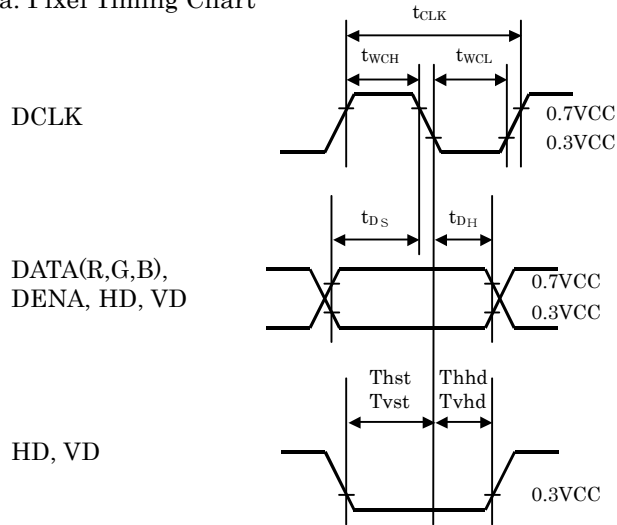 a. Pixel Timing Chart
tCLK
tWCH tWCL
DCLK
0.7VCC
0.3VCC
tDS tDH
DATA(R,G,B),
DENA, HD, VD
0.7VCC
0.3VCC
Thst Thhd
Tvst Tvhd
HD, VD
0.3VCC